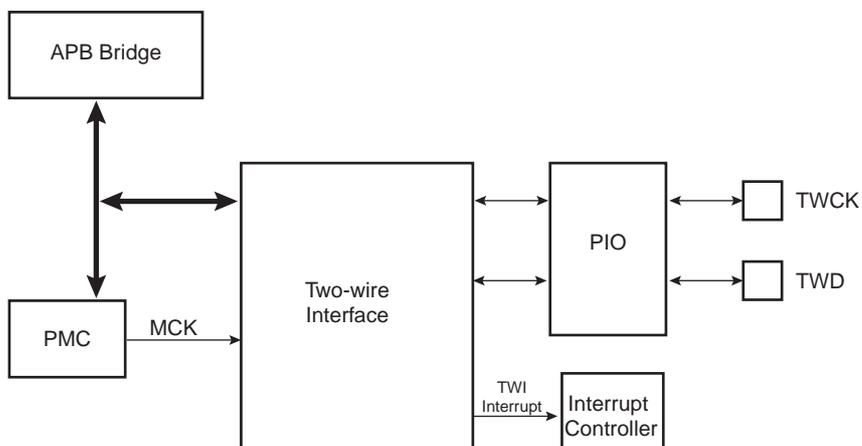 APB Bridge
TWCK
PIO
Two-wire
Interface
TWD
PMC
MCK
TWI
Interrupt
Interrupt
Controller